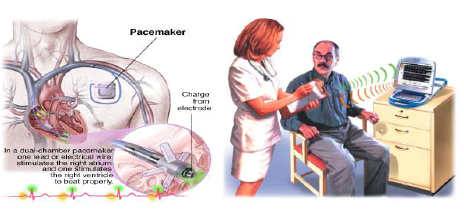 Pacemaker
Charge
from
electrode
In a dual-chamber pacemaker
one lead or electrical wire
stimulates the right atrium
and one stimulates
the right ventricle
to beat properly.